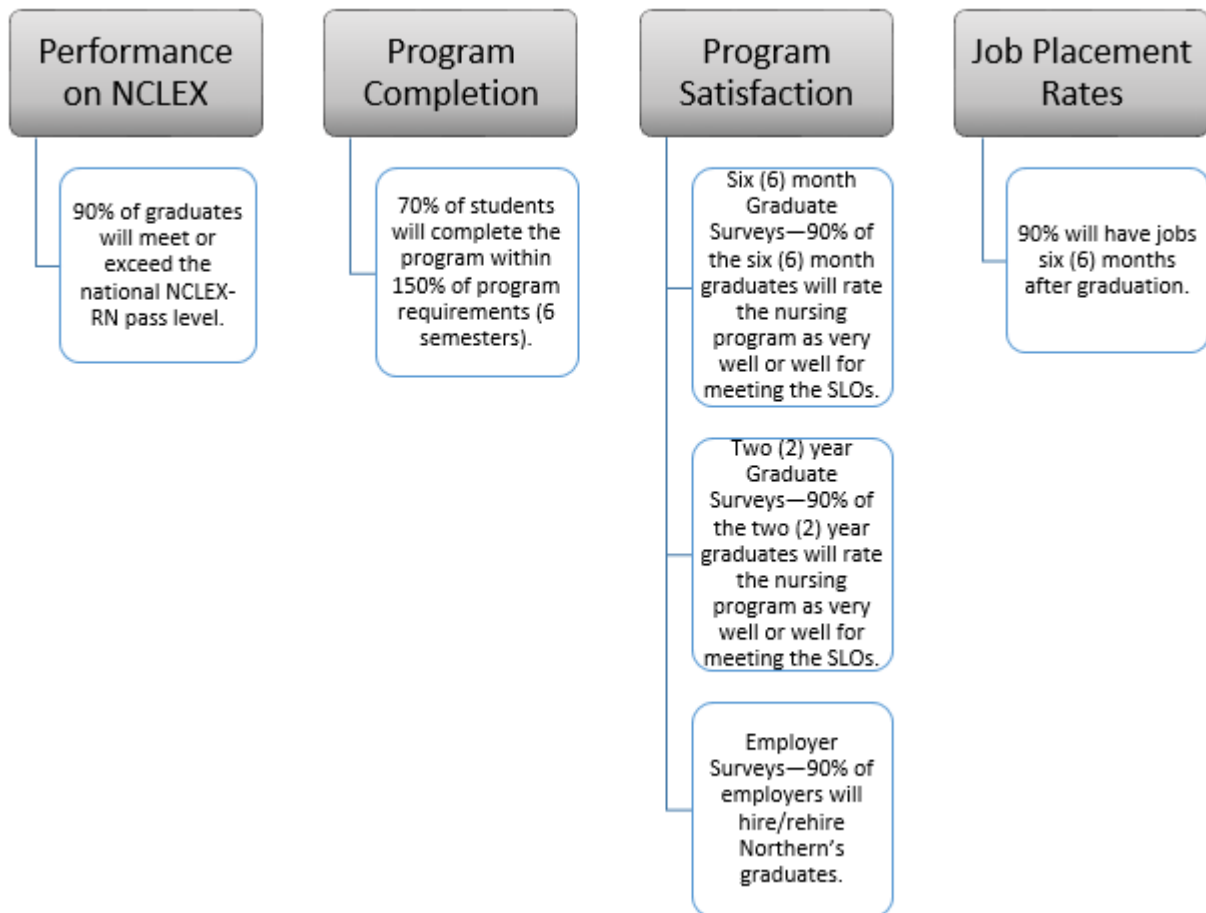 Performance
on NCLEX
90% of graduates
will meet or
exceed the
national NCLEX-
RN pass level.
Program
Completion
70% of students
will complete the
program within
150% of program
requirements (6
semesters).
Program
Satisfaction
Six (6) month
Graduate
Surveys—90% of
the six (6) month
graduates will rate
the nursing
program as very
well or well for
meeting the SLOs.
Two (2) year
Graduate
Surveys—90% of
the two (2) year
graduates will rate
the nursing
program as very
well or well for
meeting the SLOs.
Employer
Surveys—90% of
employers will
hire/rehire
Northern’s
graduates.
Job Placement
Rates
90% will have jobs
six (6) months
after graduation.